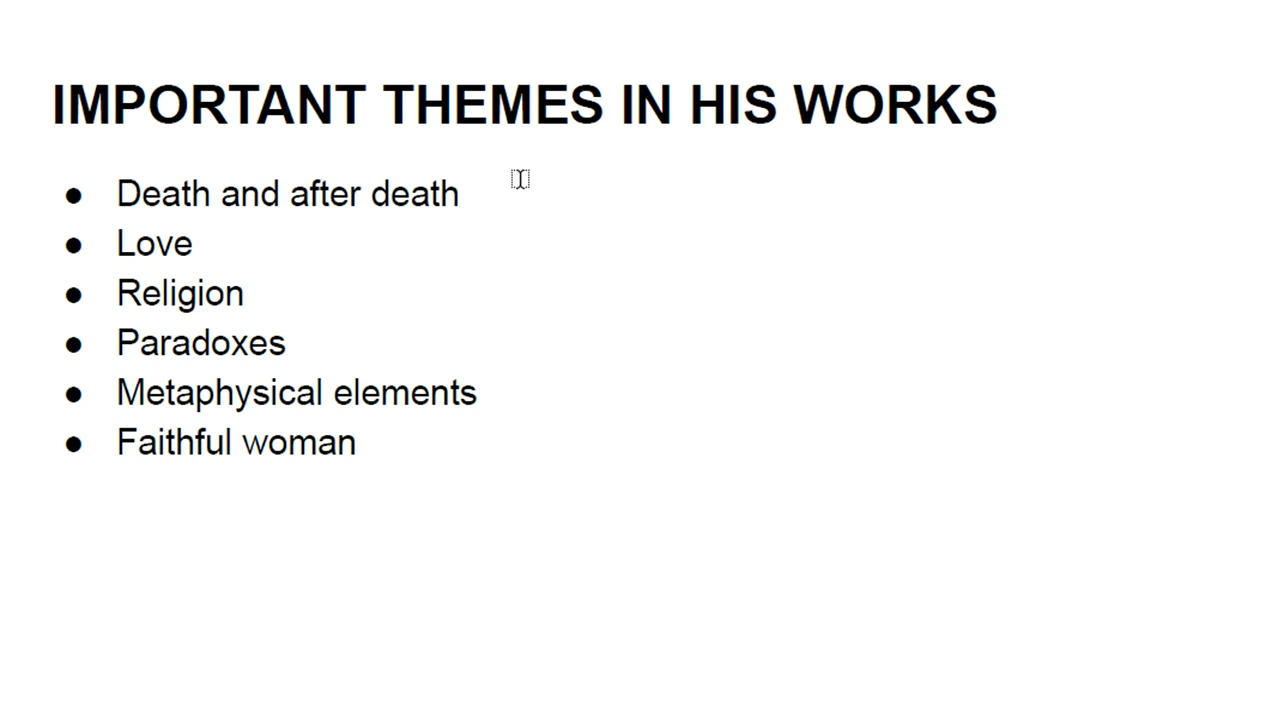 IMPORTANT THEMES IN HIS WORKS
● Death and after death
● Love
● Religion
● Paradoxes
● Metaphysical elements
● Faithful woman